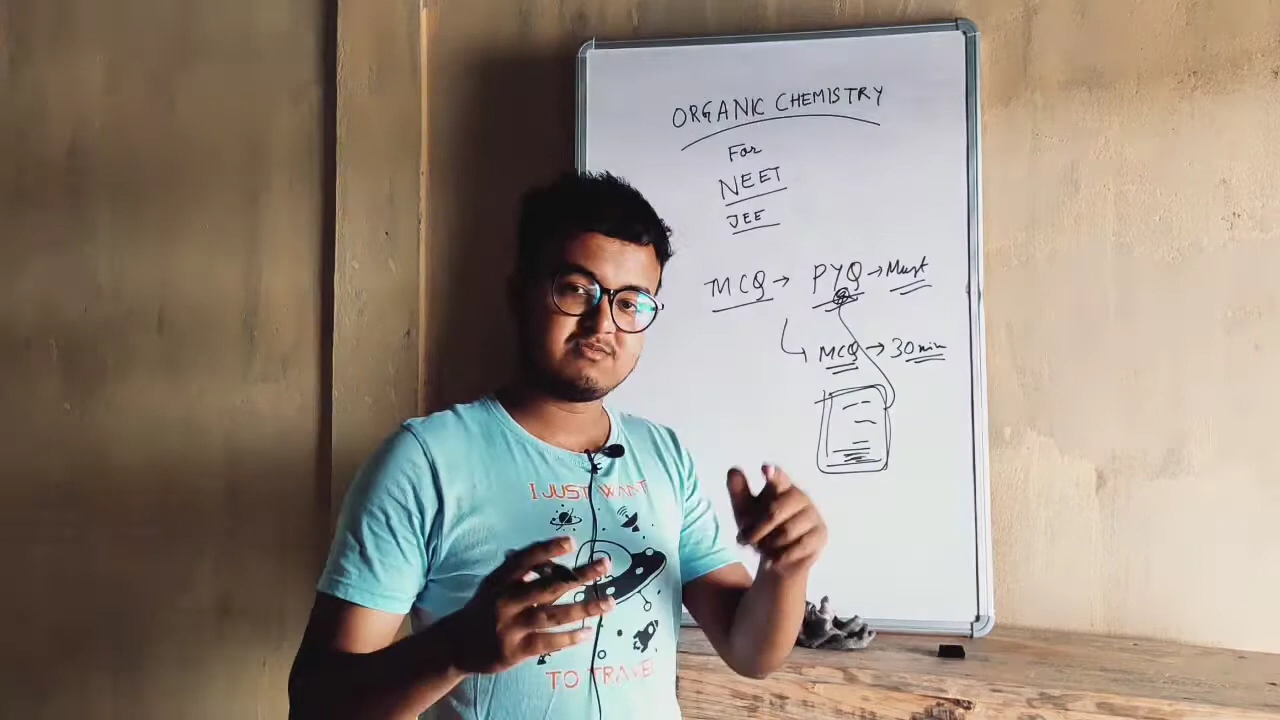 ORGANIC CHEMISTRY
For
NEET
JEE
MCQ → PYQ → Must
MCQ → 30 min
I JUST WANT
TO TRAVEL